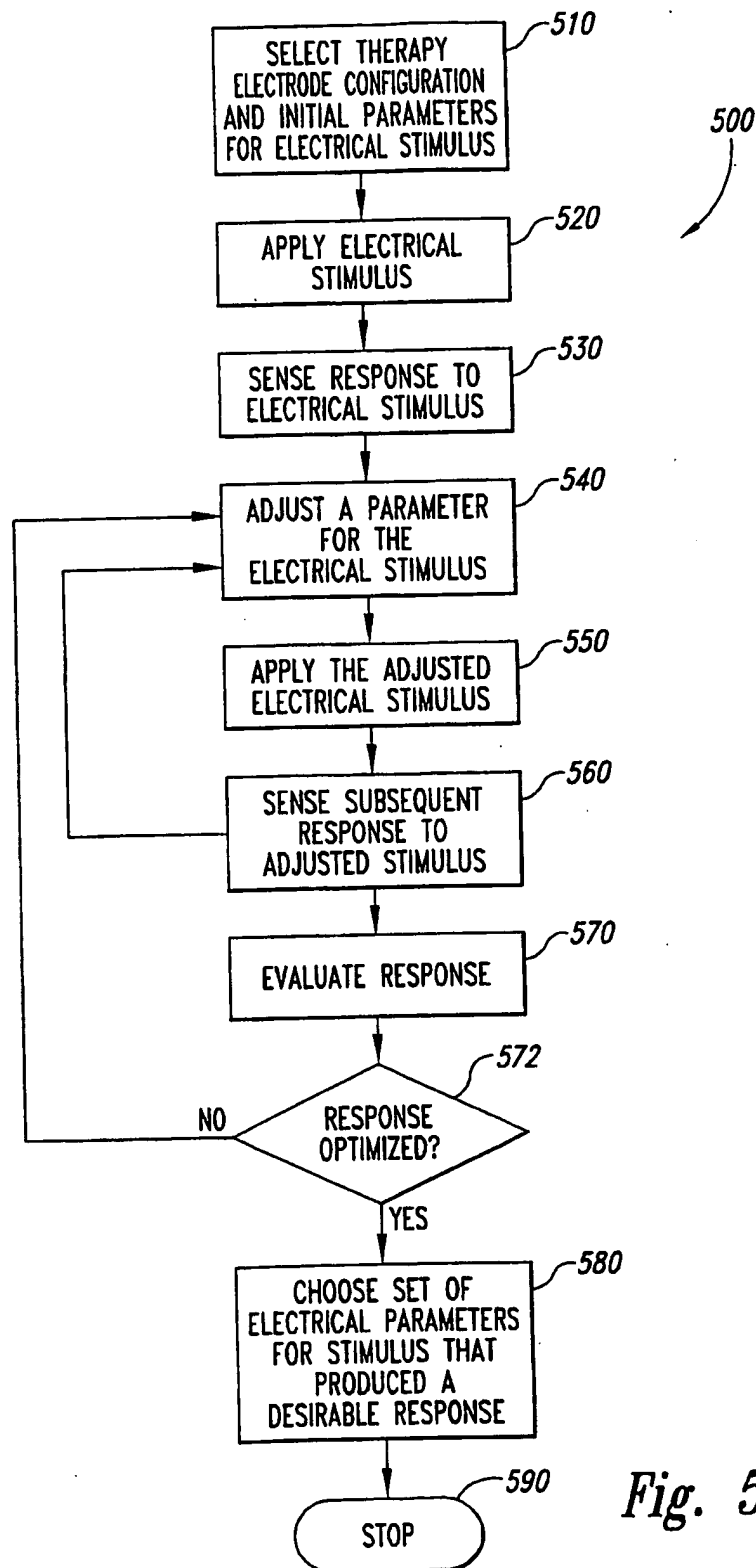 510
SELECT THERAPY
ELECTRODE CONFIGURATION
AND INITIAL PARAMETERS
FOR ELECTRICAL STIMULUS
500
520
APPLY ELECTRICAL
STIMULUS
530
SENSE RESPONSE TO
ELECTRICAL STIMULUS
540
ADJUST A PARAMETER
FOR THE
ELECTRICAL STIMULUS
550
APPLY THE ADJUSTED
ELECTRICAL STIMULUS
560
SENSE SUBSEQUENT
RESPONSE TO
ADJUSTED STIMULUS
570
EVALUATE RESPONSE
572
NO
RESPONSE
OPTIMIZED?
YES
580
CHOOSE SET OF
ELECTRICAL PARAMETERS
FOR STIMULUS THAT
PRODUCED A
DESIRABLE RESPONSE
590
STOP
Fig. 5